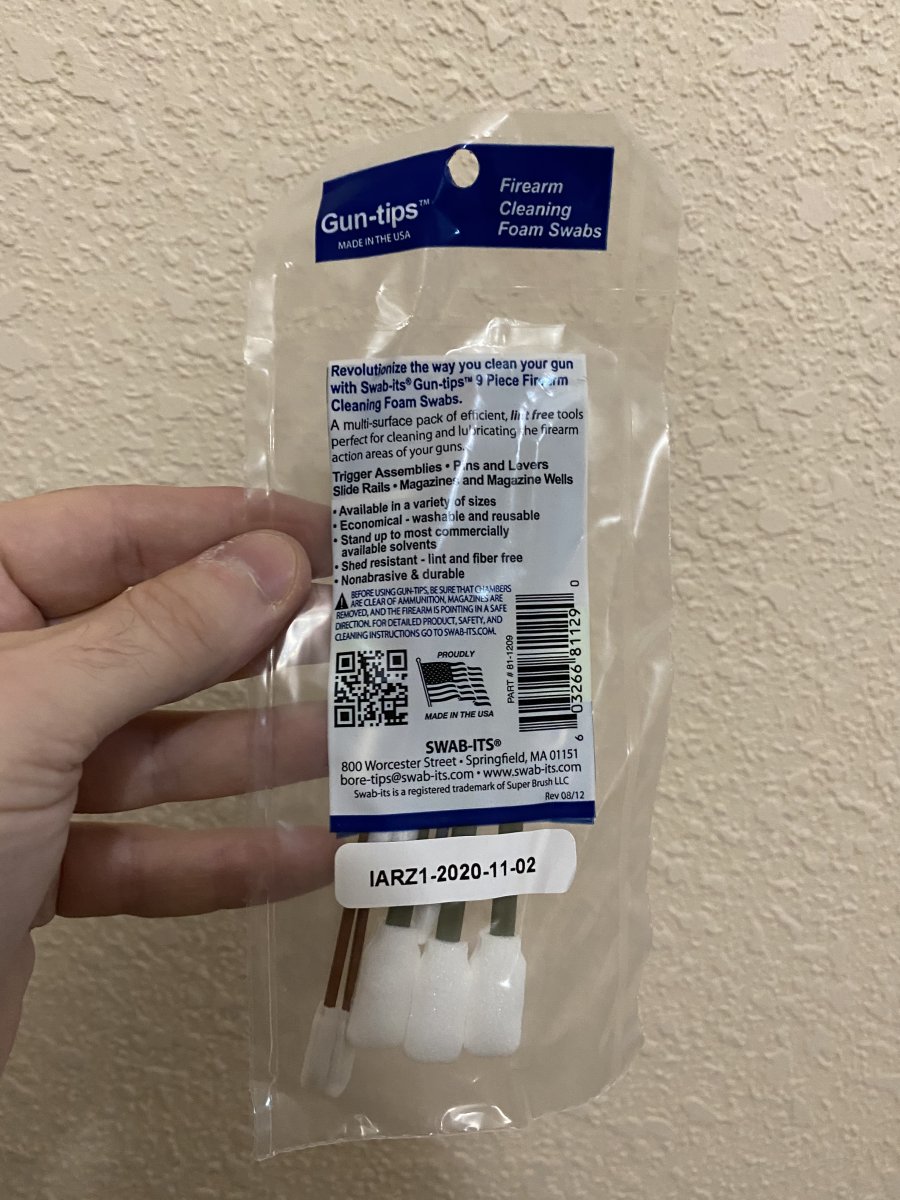 Gun-tips™
MADE IN THE USA
Firearm
Cleaning
Foam Swabs
Revolutionize the way you clean your gun
with Swab-its® Gun-tips™ 9 Piece Firearm
Cleaning Foam Swabs.
A multi-surface pack of efficient, lint free tools
perfect for cleaning and lubricating the firearm
action areas of your guns.
Trigger Assemblies • Pins and Levers
Slide Rails • Magazines and Magazine Wells
• Available in a variety of sizes
• Economical - washable and reusable
• Stand up to most commercially
available solvents
• Shed resistant - lint and fiber free
• Nonabrasive & durable
BEFORE USING GUN-TIPS, BE SURE THAT CHAMBERS
ARE CLEAR OF AMMUNITION, MAGAZINES ARE
REMOVED, AND THE FIREARM IS POINTING IN A SAFE
DIRECTION. FOR DETAILED PRODUCT, SAFETY, AND
CLEANING INSTRUCTIONS GO TO SWAB-ITS.COM.
PROUDLY
MADE IN THE USA
PART # 81-1209
6 03266 81129 0
SWAB-ITS®
800 Worcester Street • Springfield, MA 01151
bore-tips@swab-its.com • www.swab-its.com
Swab-its is a registered trademark of Super Brush LLC
Rev 08/12
IARZ1-2020-11-02